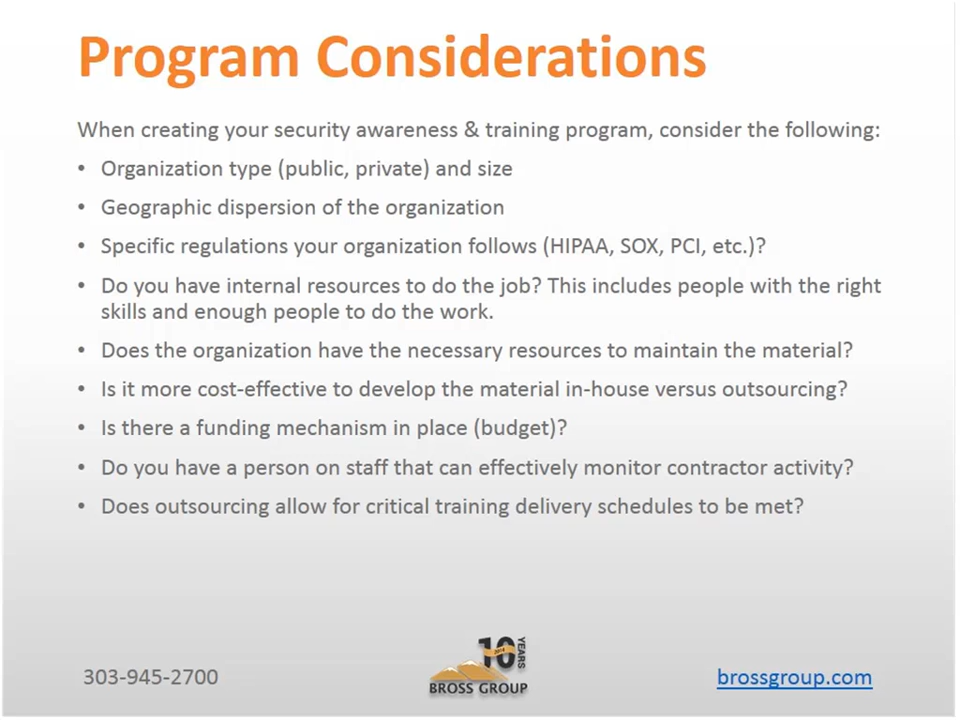 Program Considerations
When creating your security awareness & training program, consider the following:
• Organization type (public, private) and size
• Geographic dispersion of the organization
• Specific regulations your organization follows (HIPAA, SOX, PCI, etc.)?
• Do you have internal resources to do the job? This includes people with the right
skills and enough people to do the work.
• Does the organization have the necessary resources to maintain the material?
• Is it more cost-effective to develop the material in-house versus outsourcing?
• Is there a funding mechanism in place (budget)?
• Do you have a person on staff that can effectively monitor contractor activity?
• Does outsourcing allow for critical training delivery schedules to be met?
303-945-2700
10
YEARS
2014
BROSS GROUP
brossgroup.com